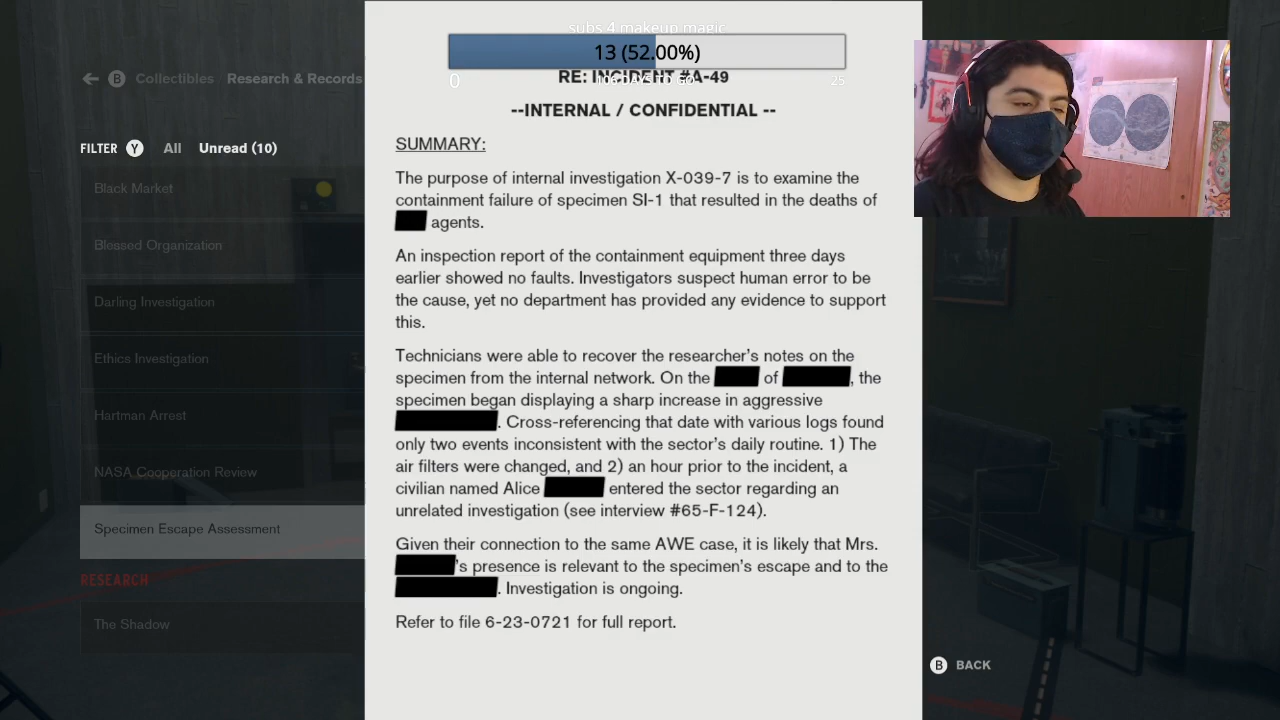 subs 4 makeup magic
13 (52.00%)
0
106 DAYS TO GO
25
B Collectibles Research & Records
FILTER Y All Unread (10)
Black Market
Blessed Organization
Darling Investigation
Ethics Investigation
Hartman Arrest
NASA Cooperation Review
Specimen Escape Assessment
RESEARCH
The Shadow
RE: INCIDENT #A-49
--INTERNAL / CONFIDENTIAL --
SUMMARY:
The purpose of internal investigation X-039-7 is to examine the
containment failure of specimen SI-1 that resulted in the deaths of
agents.
An inspection report of the containment equipment three days
earlier showed no faults. Investigators suspect human error to be
the cause, yet no department has provided any evidence to support
this.
Technicians were able to recover the researcher's notes on the
specimen from the internal network. On the of , the
specimen began displaying a sharp increase in aggressive
. Cross-referencing that date with various logs found
only two events inconsistent with the sector's daily routine. 1) The
air filters were changed, and 2) an hour prior to the incident, a
civilian named Alice entered the sector regarding an
unrelated investigation (see interview #65-F-124).
Given their connection to the same AWE case, it is likely that Mrs.
's presence is relevant to the specimen's escape and to the
. Investigation is ongoing.
Refer to file 6-23-0721 for full report.
B BACK